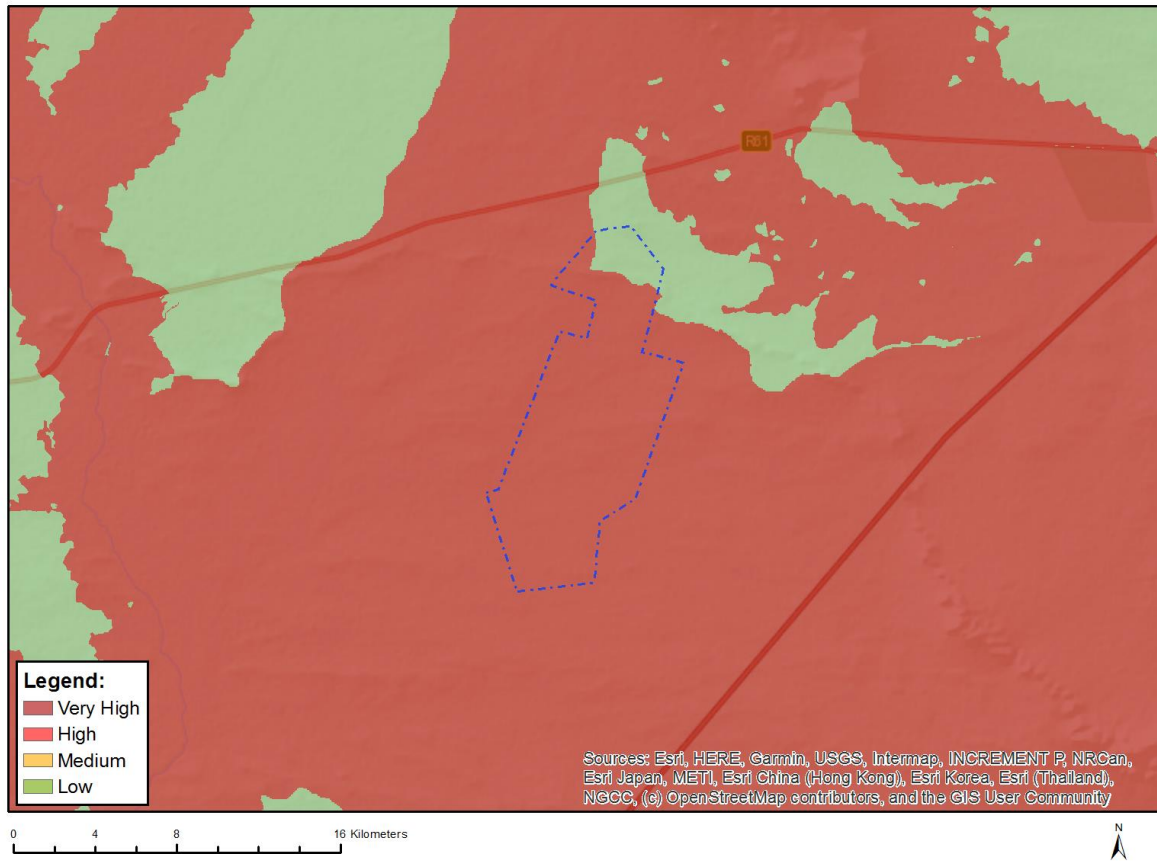 R61
Legend:
Very High
High
Medium
Low
Sources: Esri, HERE, Garmin, USGS, Intermap, INCREMENT P, NRCan,
Esri Japan, METI, Esri China (Hong Kong), Esri Korea, Esri (Thailand),
NGCC, (c) OpenStreetMap contributors, and the GIS User Community
0 4 8 16 Kilometers
N